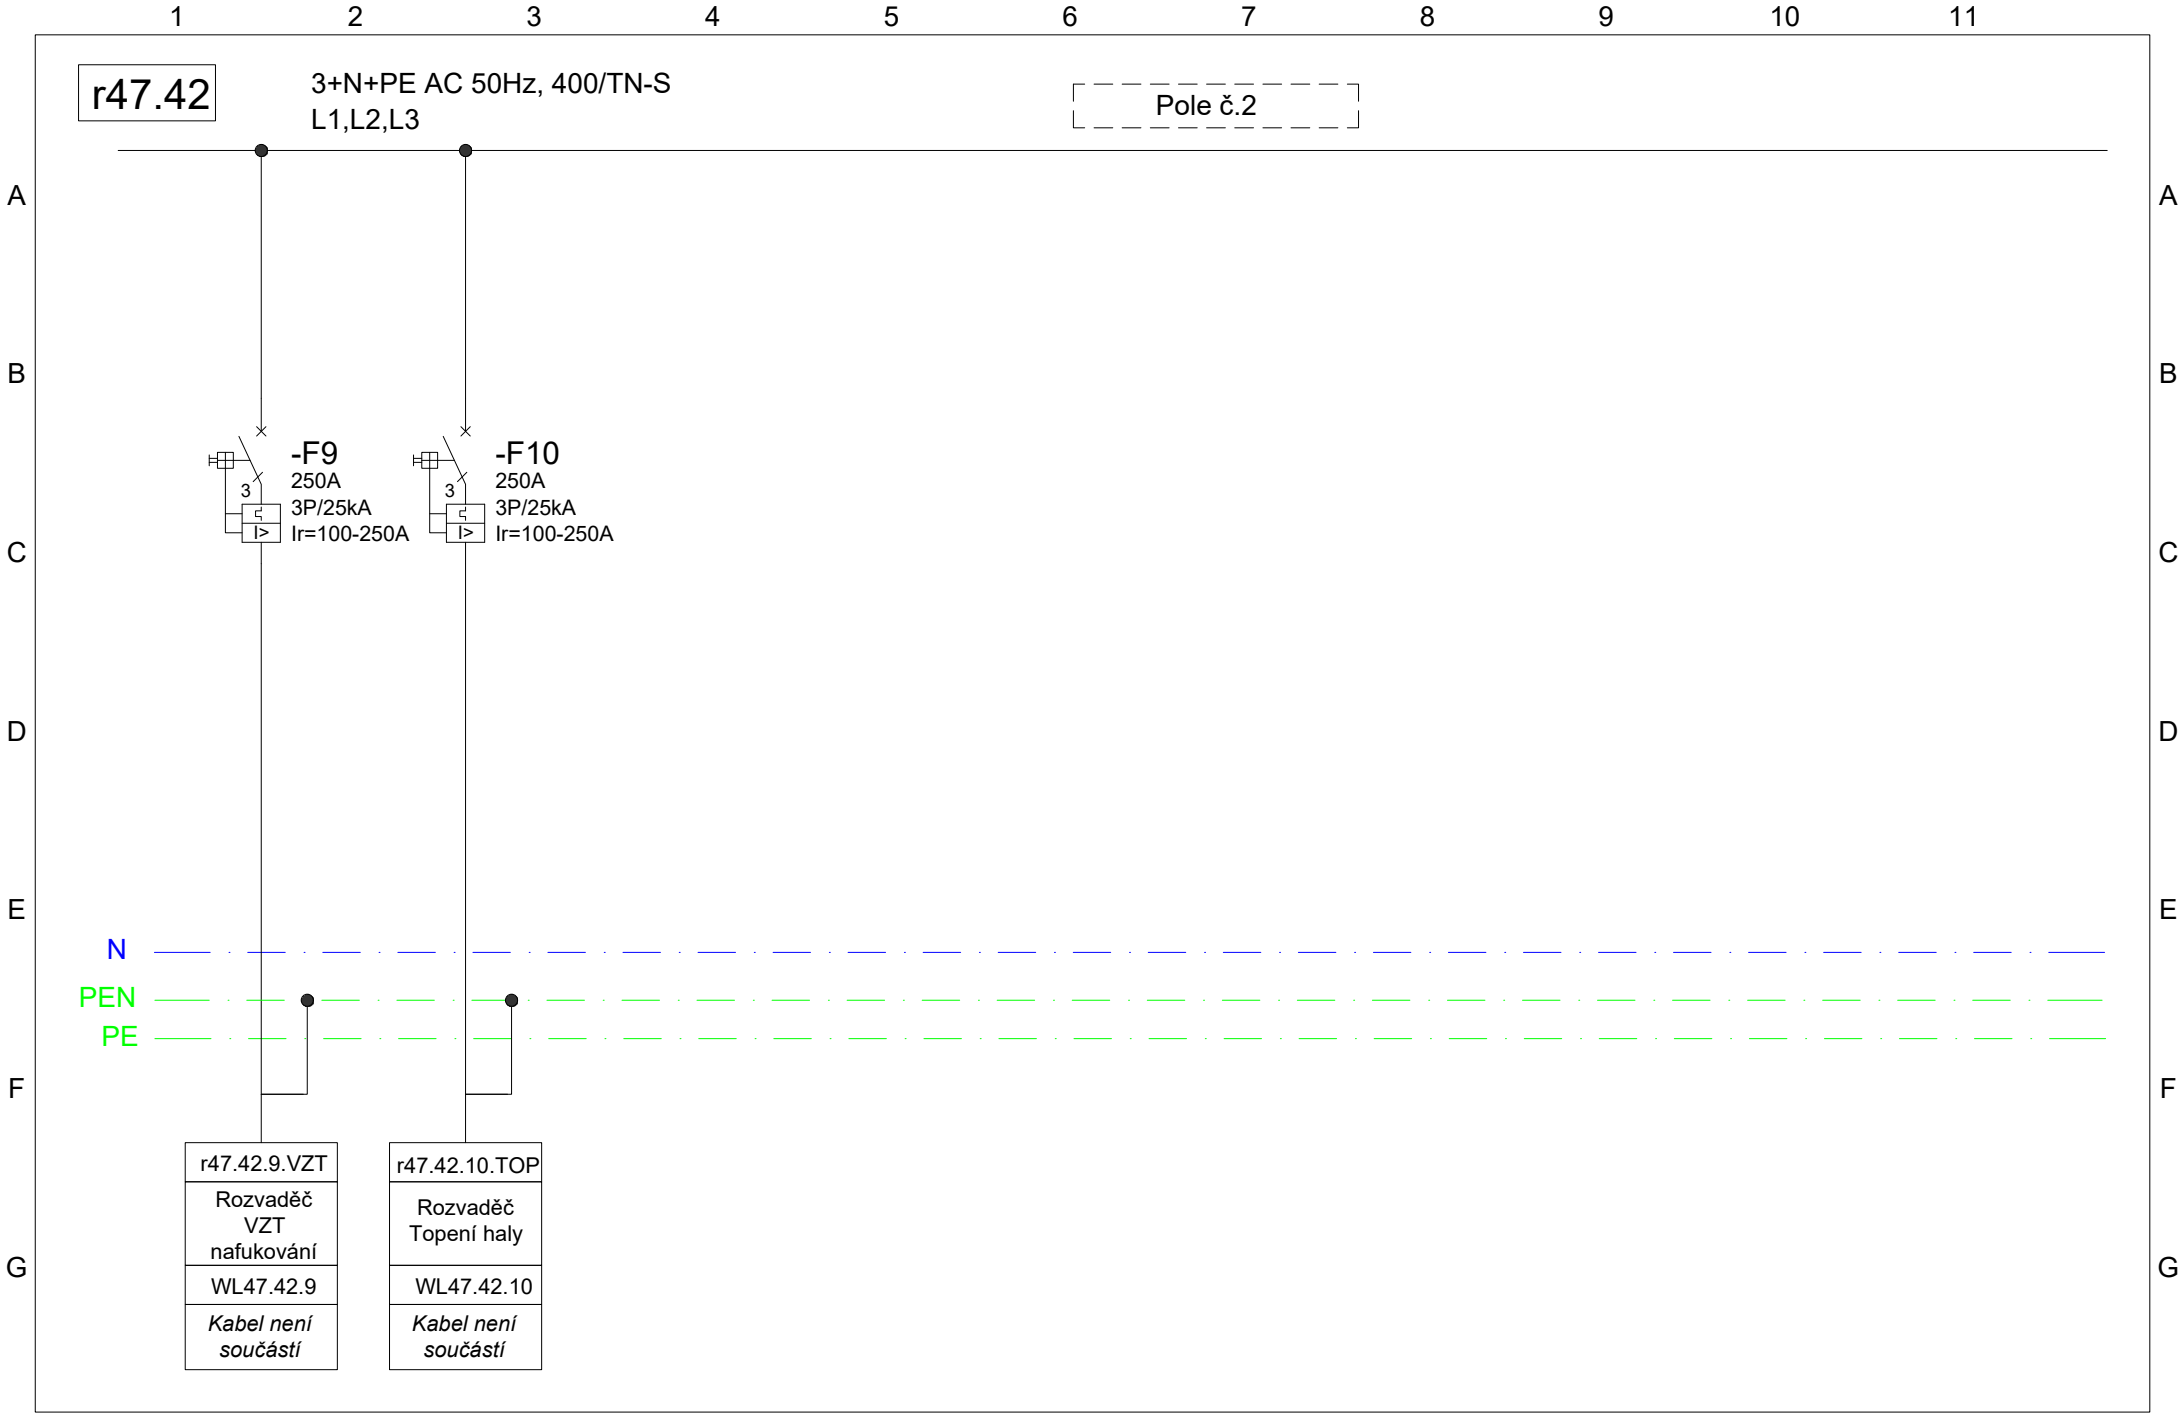 1 2 3 4 5 6 7 8 9 10 11
r47.42
3+N+PE AC 50Hz, 400/TN-S
L1,L2,L3
Pole č.2
A A
B B
-F9
250A
3P/25kA
Ir=100-250A
3
I>
-F10
250A
3P/25kA
Ir=100-250A
3
I>
C C
D D
E E
N
PEN
PE
F F
r47.42.9.VZT
Rozvaděč
VZT
nafukování
WL47.42.9
Kabel není
součástí
r47.42.10.TOP
Rozvaděč
Topení haly
WL47.42.10
Kabel není
součástí
G G